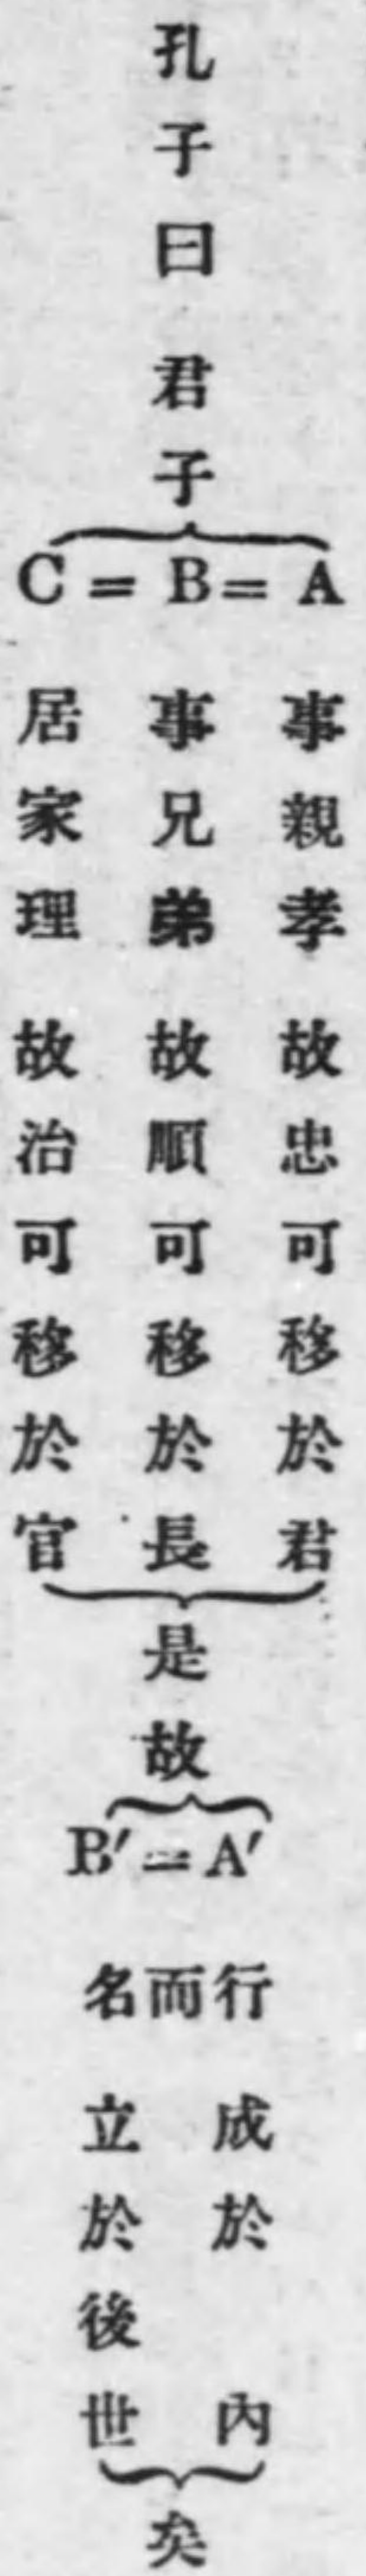 孔子曰 君子
A = B = C
事親孝 故忠可移於君
事兄弟 故順可移於長
居家理 故治可移於官
是故
A′ = B′
行成於內
而
名立於後世
矣